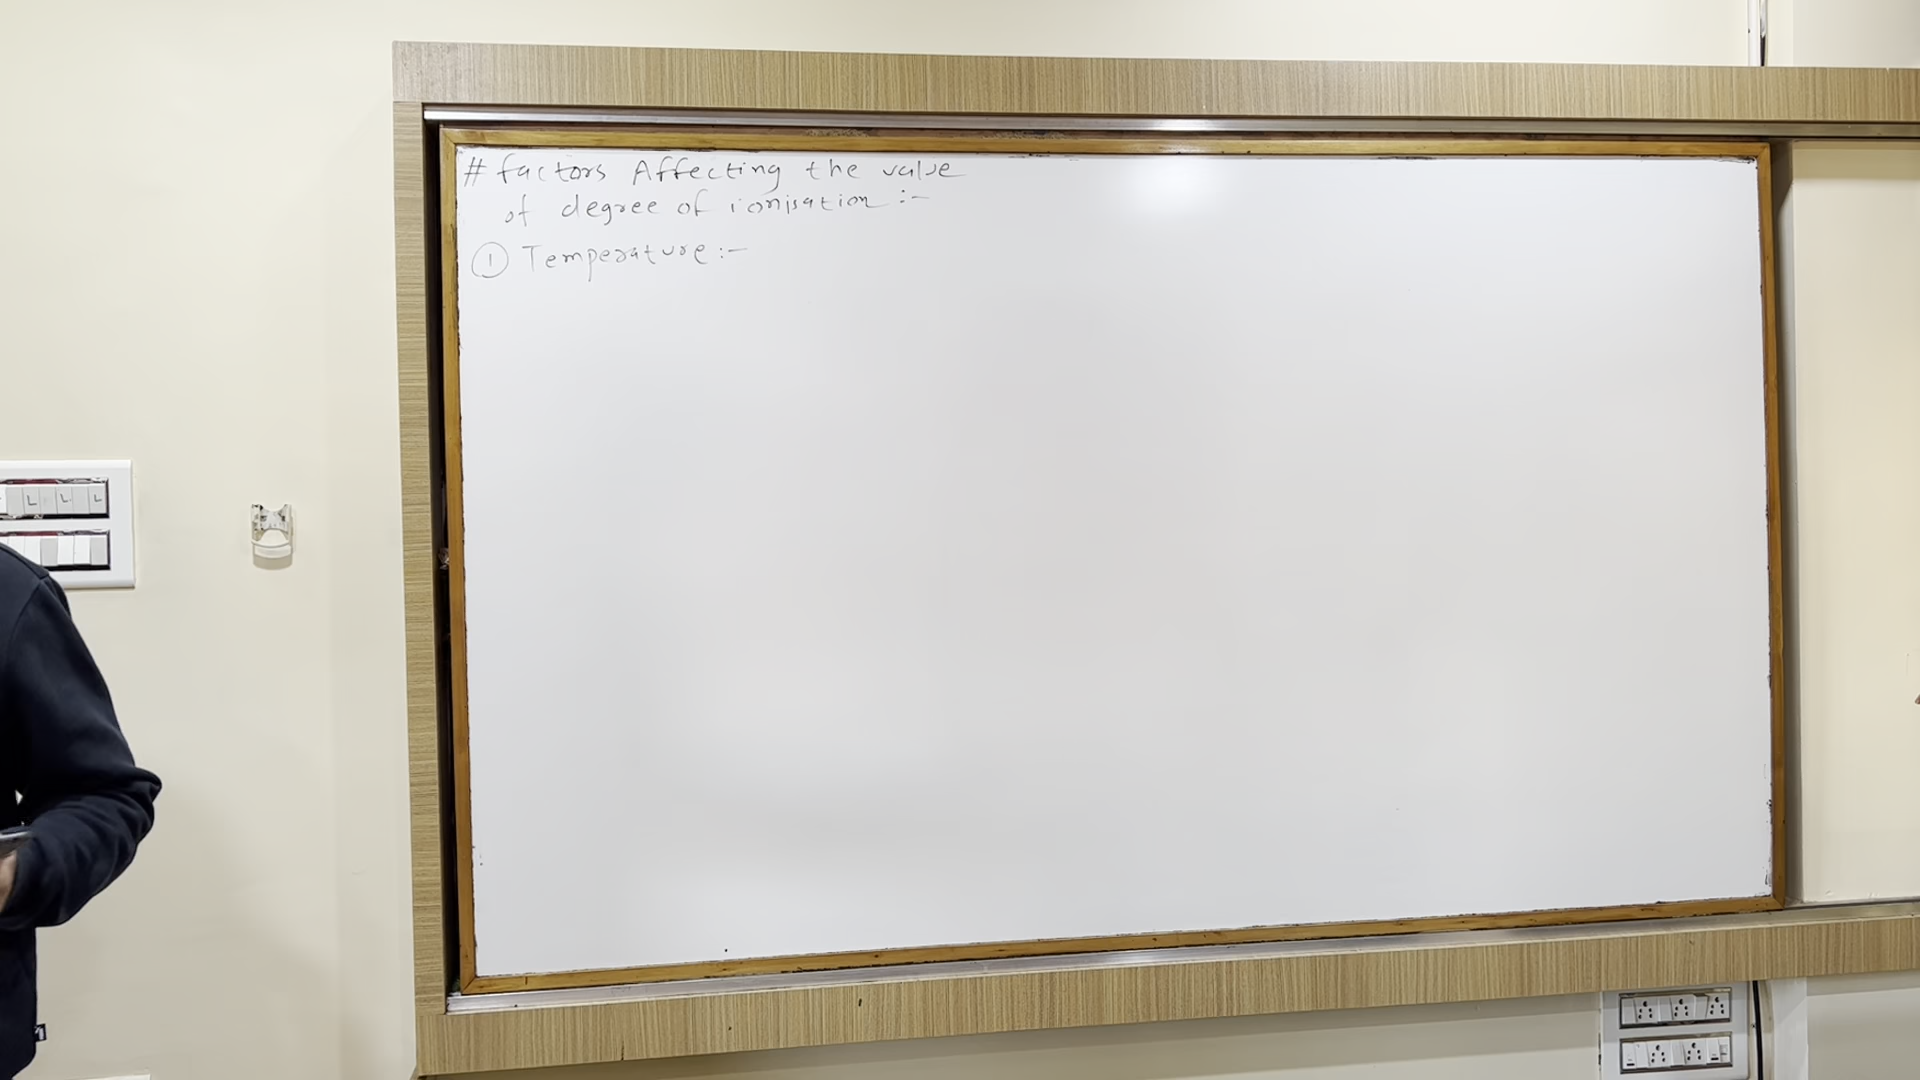 # factors Affecting the value
of degree of ionisation :-
① Temperature :-